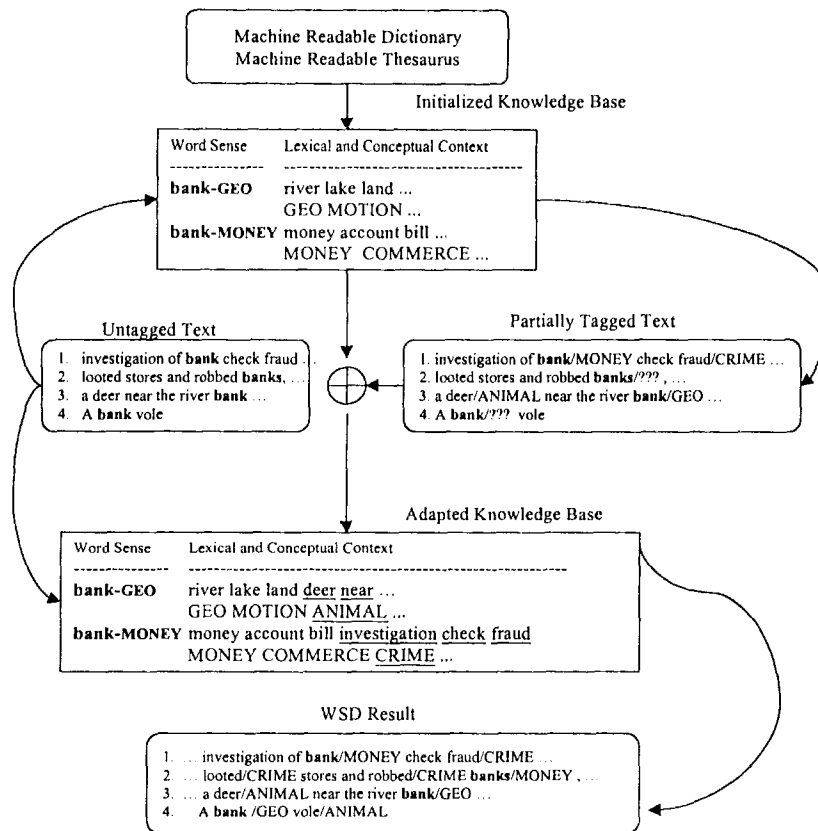 Machine Readable Dictionary
Machine Readable Thesaurus
Initialized Knowledge Base
Word Sense Lexical and Conceptual Context
bank-GEO river lake land ...
GEO MOTION ...
bank-MONEY money account bill ...
MONEY COMMERCE ...
Untagged Text
1. investigation of bank check fraud ...
2. looted stores and robbed banks, ...
3. a deer near the river bank ...
4. A bank vole
Partially Tagged Text
1. investigation of bank/MONEY check fraud/CRIME ...
2. looted stores and robbed banks/???, ...
3. a deer/ANIMAL near the river bank/GEO ...
4. A bank/??? vole
Adapted Knowledge Base
Word Sense Lexical and Conceptual Context
bank-GEO river lake land deer near ...
GEO MOTION ANIMAL ...
bank-MONEY money account bill investigation check fraud
MONEY COMMERCE CRIME ...
WSD Result
1. ... investigation of bank/MONEY check fraud/CRIME ...
2. ... looted/CRIME stores and robbed/CRIME banks/MONEY , ...
3. ... a deer/ANIMAL near the river bank/GEO ...
4. A bank /GEO vole/ANIMAL